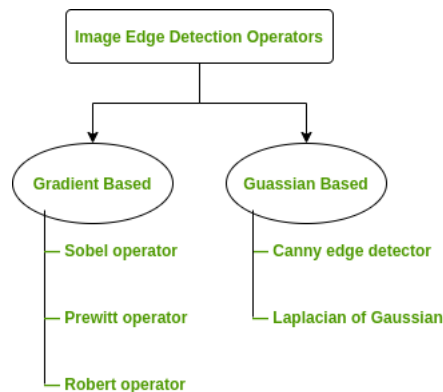 Image Edge Detection Operators
Gradient Based
Guassian Based
Sobel operator
Canny edge detector
Prewitt operator
Laplacian of Gaussian
Robert operator